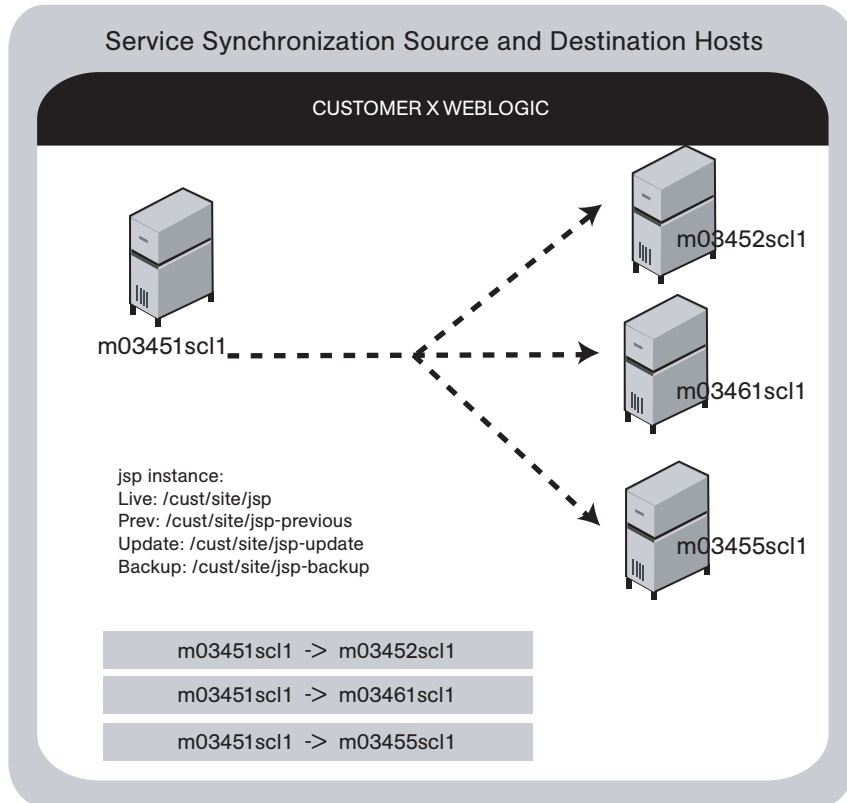 Service Synchronization Source and Destination Hosts
CUSTOMER X WEBLOGIC
m03452scl1
m03451scl1
m03461scl1
m03455scl1
jsp instance:
Live: /cust/site/jsp
Prev: /cust/site/jsp-previous
Update: /cust/site/jsp-update
Backup: /cust/site/jsp-backup
m03451scl1 -> m03452scl1
m03451scl1 -> m03461scl1
m03451scl1 -> m03455scl1